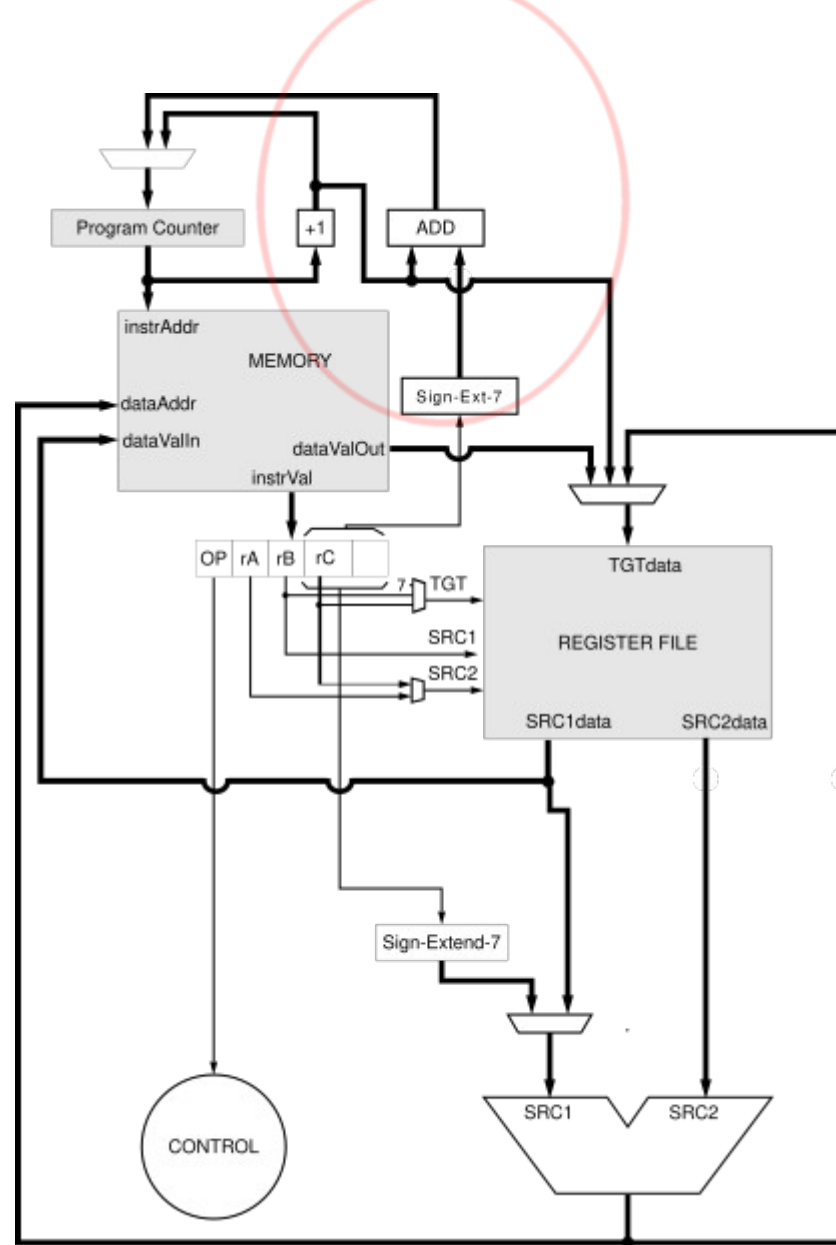 Program Counter
+1
ADD
instrAddr
MEMORY
Sign-Ext-7
dataAddr
dataValIn
dataValOut
instrVal
OP rA rB rC
TGTdata
7 TGT
SRC1
REGISTER FILE
SRC2
SRC1data
SRC2data
Sign-Extend-7
SRC1
SRC2
CONTROL